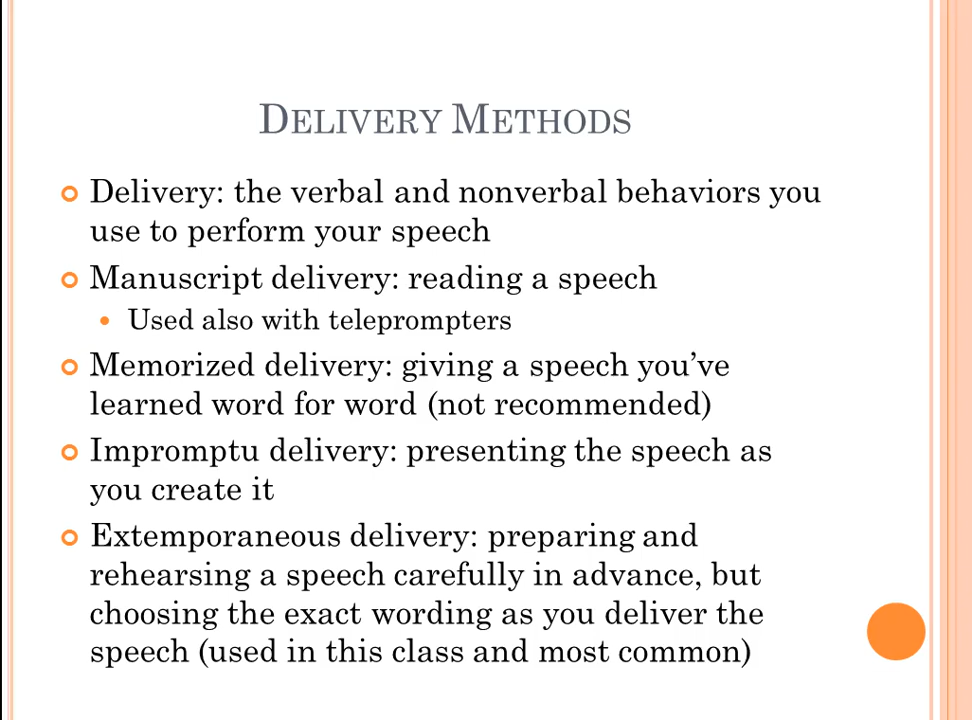 Delivery Methods
Delivery: the verbal and nonverbal behaviors you
use to perform your speech
Manuscript delivery: reading a speech
Used also with teleprompters
Memorized delivery: giving a speech you’ve
learned word for word (not recommended)
Impromptu delivery: presenting the speech as
you create it
Extemporaneous delivery: preparing and
rehearsing a speech carefully in advance, but
choosing the exact wording as you deliver the
speech (used in this class and most common)